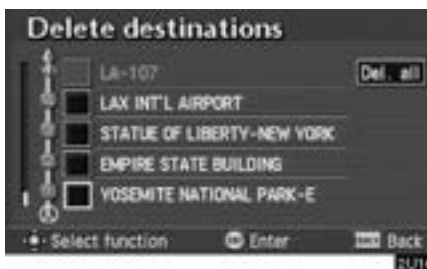 Delete destinations
LA-107
Del. all
LAX INT'L AIRPORT
STATUE OF LIBERTY-NEW YORK
EMPIRE STATE BUILDING
YOSEMITE NATIONAL PARK-E
Select function Enter Back